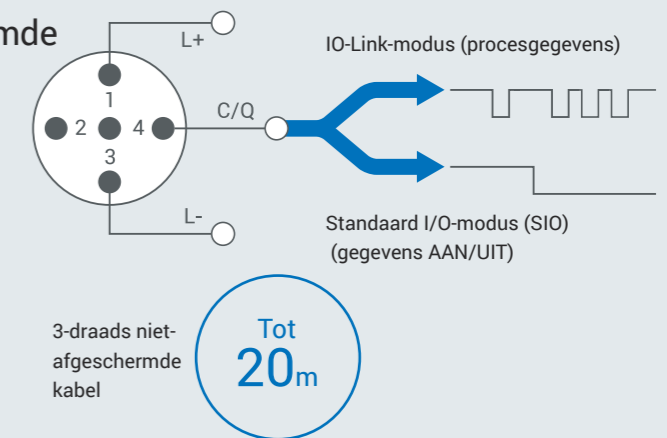 mde
L+
IO-Link-modus (procesgegevens)
1
2
4
C/Q
3
L-
Standaard I/O-modus (SIO)
(gegevens AAN/UIT)
3-draads niet-
afgeschermde
kabel
Tot
20m